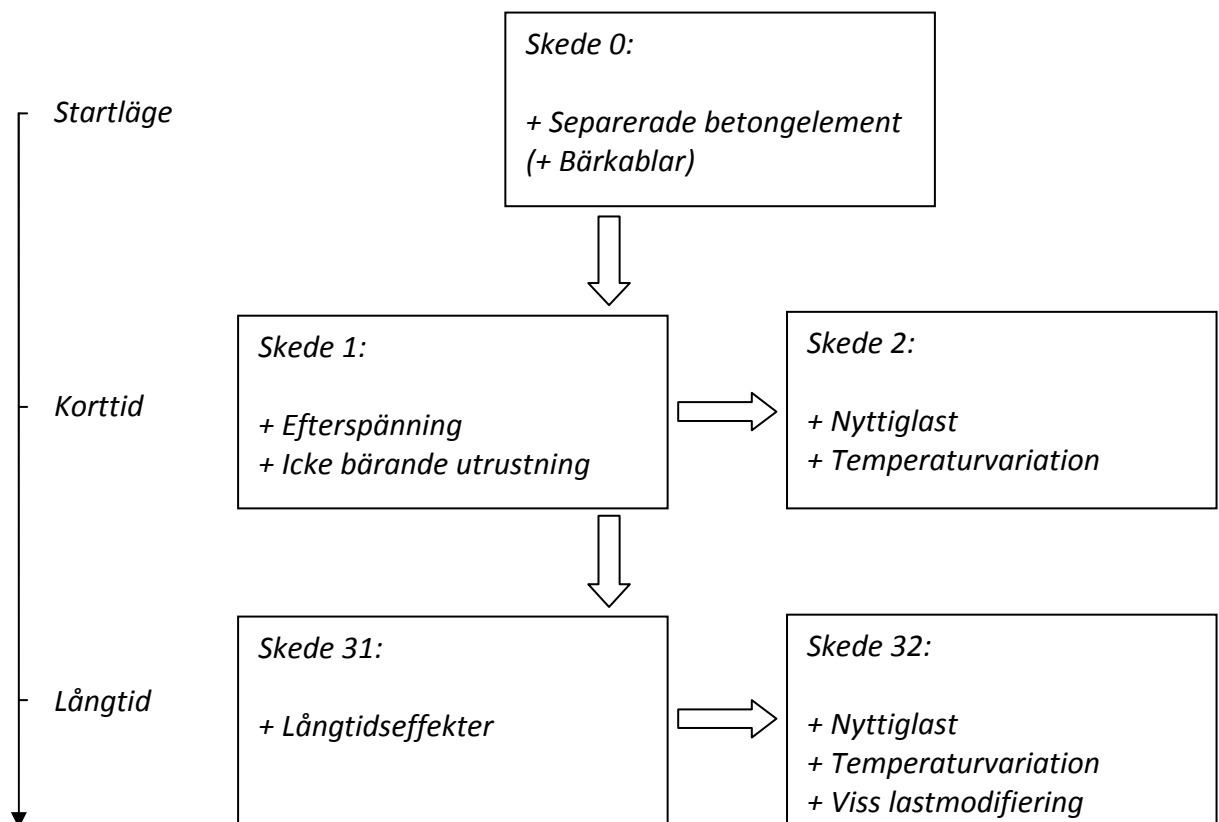 Skede 0:
+ Separerade betongelement
(+ Bärkablar)
Startläge
Skede 1:
+ Efterspänning
+ Icke bärande utrustning
Skede 2:
+ Nyttiglast
+ Temperaturvariation
Korttid
Skede 31:
+ Långtidseffekter
Skede 32:
+ Nyttiglast
+ Temperaturvariation
+ Viss lastmodifiering
Långtid